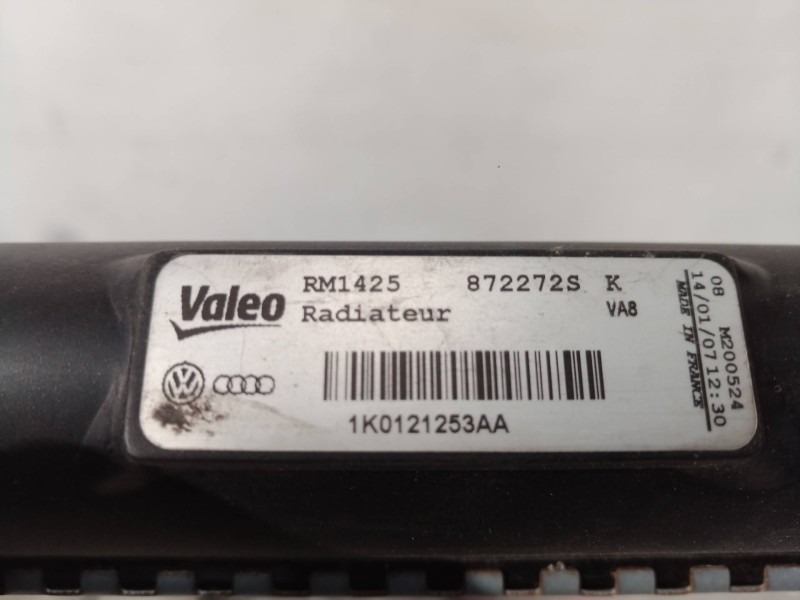 Valeo
RM1425 872272S K
Radiateur VA8
1K0121253AA
08 M200524
14/01/07 12:30
MADE IN FRANCE